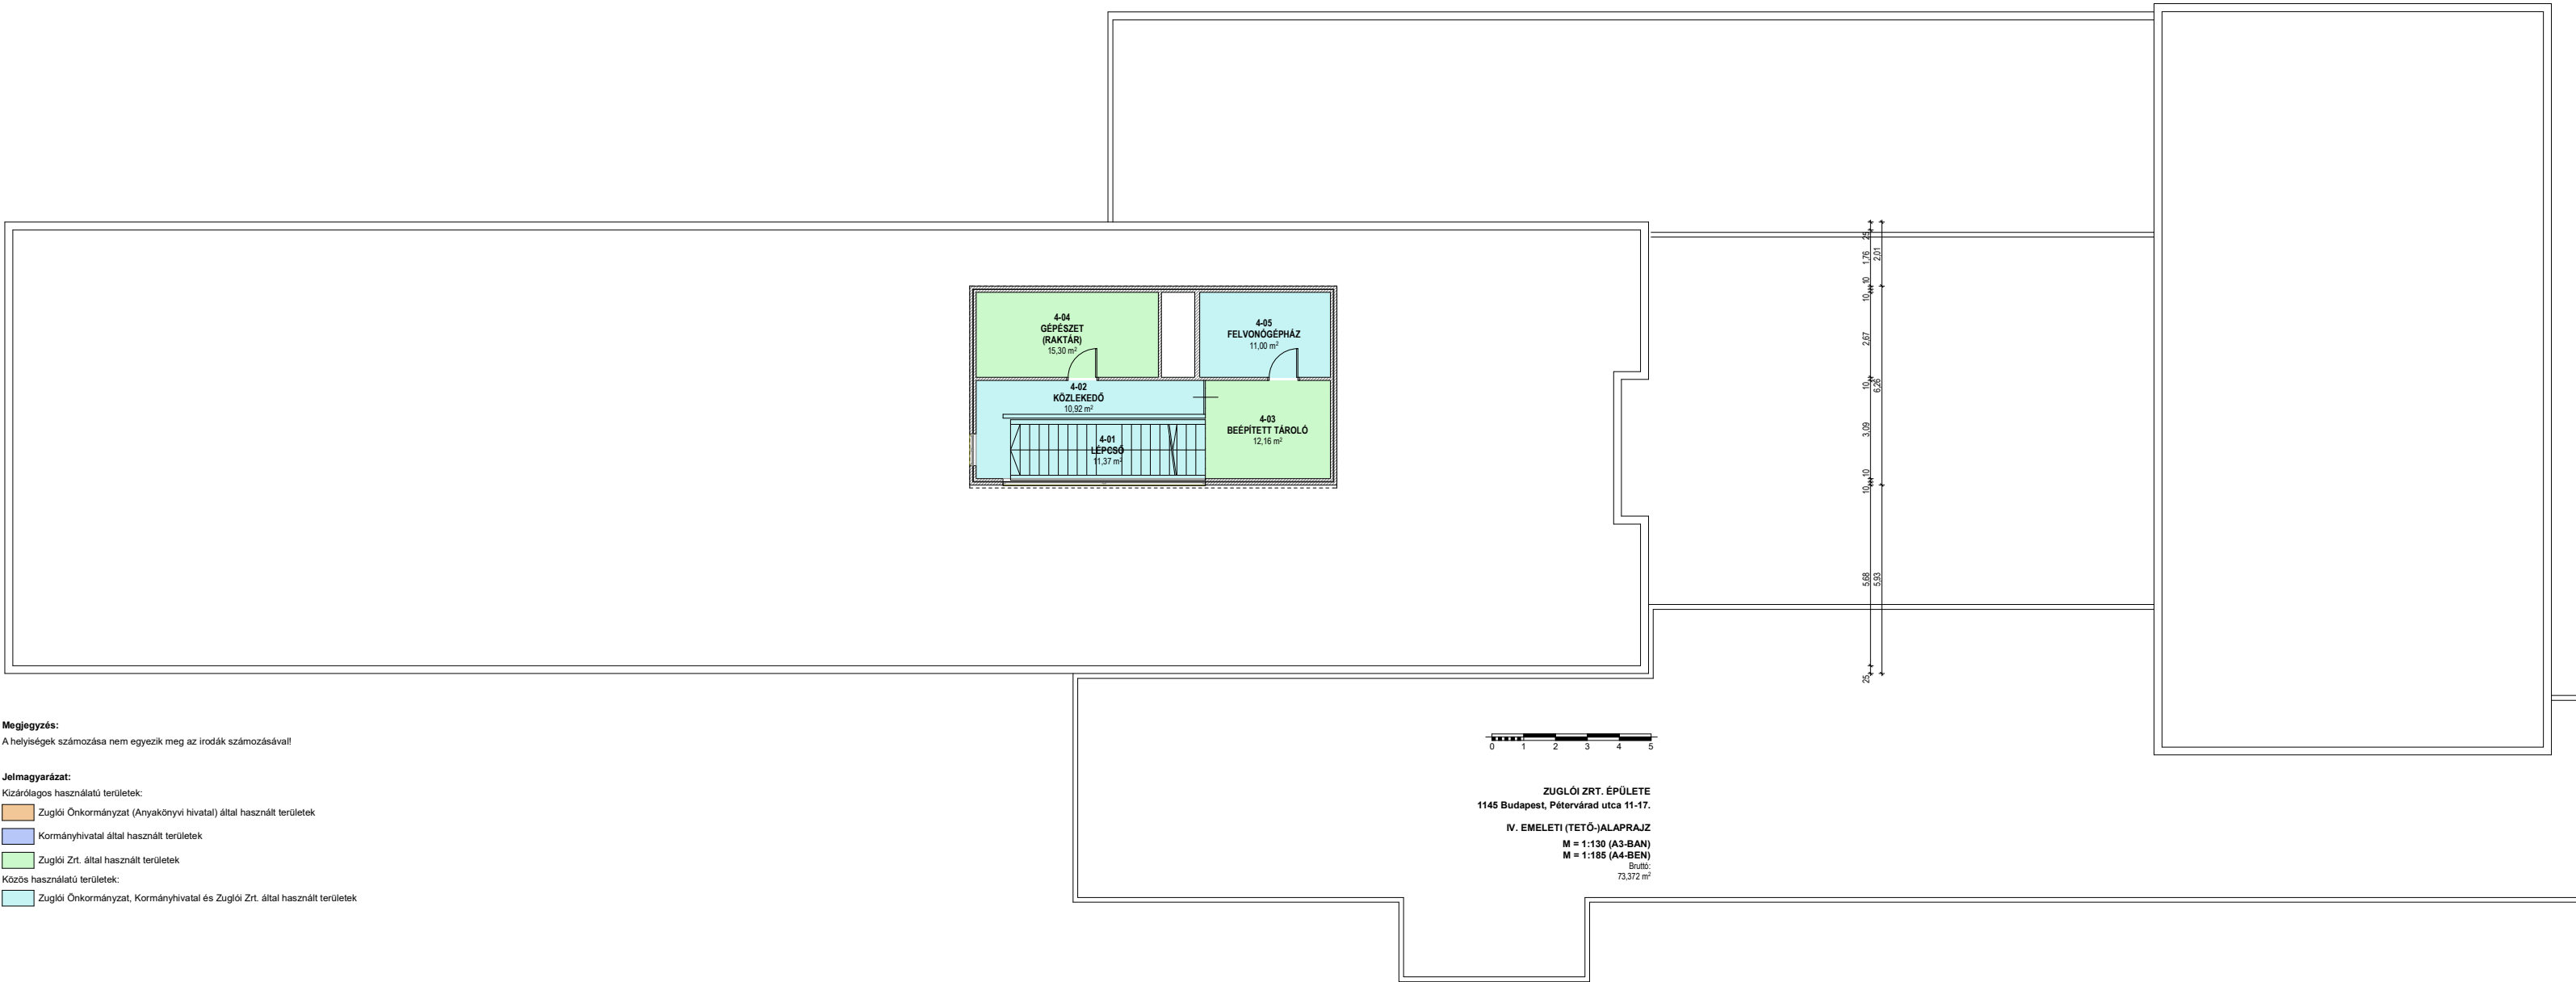 4-04
GÉPÉSZET
(RAKTÁR)
15,30 m²
4-05
FELVONÓGÉPHÁZ
11,00 m²
4-02
KÖZLEKEDŐ
10,92 m²
4-01
LÉPCSŐ
11,37 m²
4-03
BEÉPÍTETT TÁROLÓ
12,16 m²
25
1,76
10
10
2,67
10
3,09
10
10
5,68
25
2,01
6,26
5,93
Megjegyzés:
A helyiségek számozása nem egyezik meg az irodák számozásával!
Jelmagyarázat:
Kizárólagos használatú területek:
Zuglói Önkormányzat (Anyakönyvi hivatal) által használt területek
Kormányhivatal által használt területek
Zuglói Zrt. által használt területek
Közös használatú területek:
Zuglói Önkormányzat, Kormányhivatal és Zuglói Zrt. által használt területek
0 1 2 3 4 5
ZUGLÓI ZRT. ÉPÜLETE
1145 Budapest, Pétervárad utca 11-17.
IV. EMELETI (TETŐ-)ALAPRAJZ
M = 1:130 (A3-BAN)
M = 1:185 (A4-BEN)
Bruttó:
73,372 m²